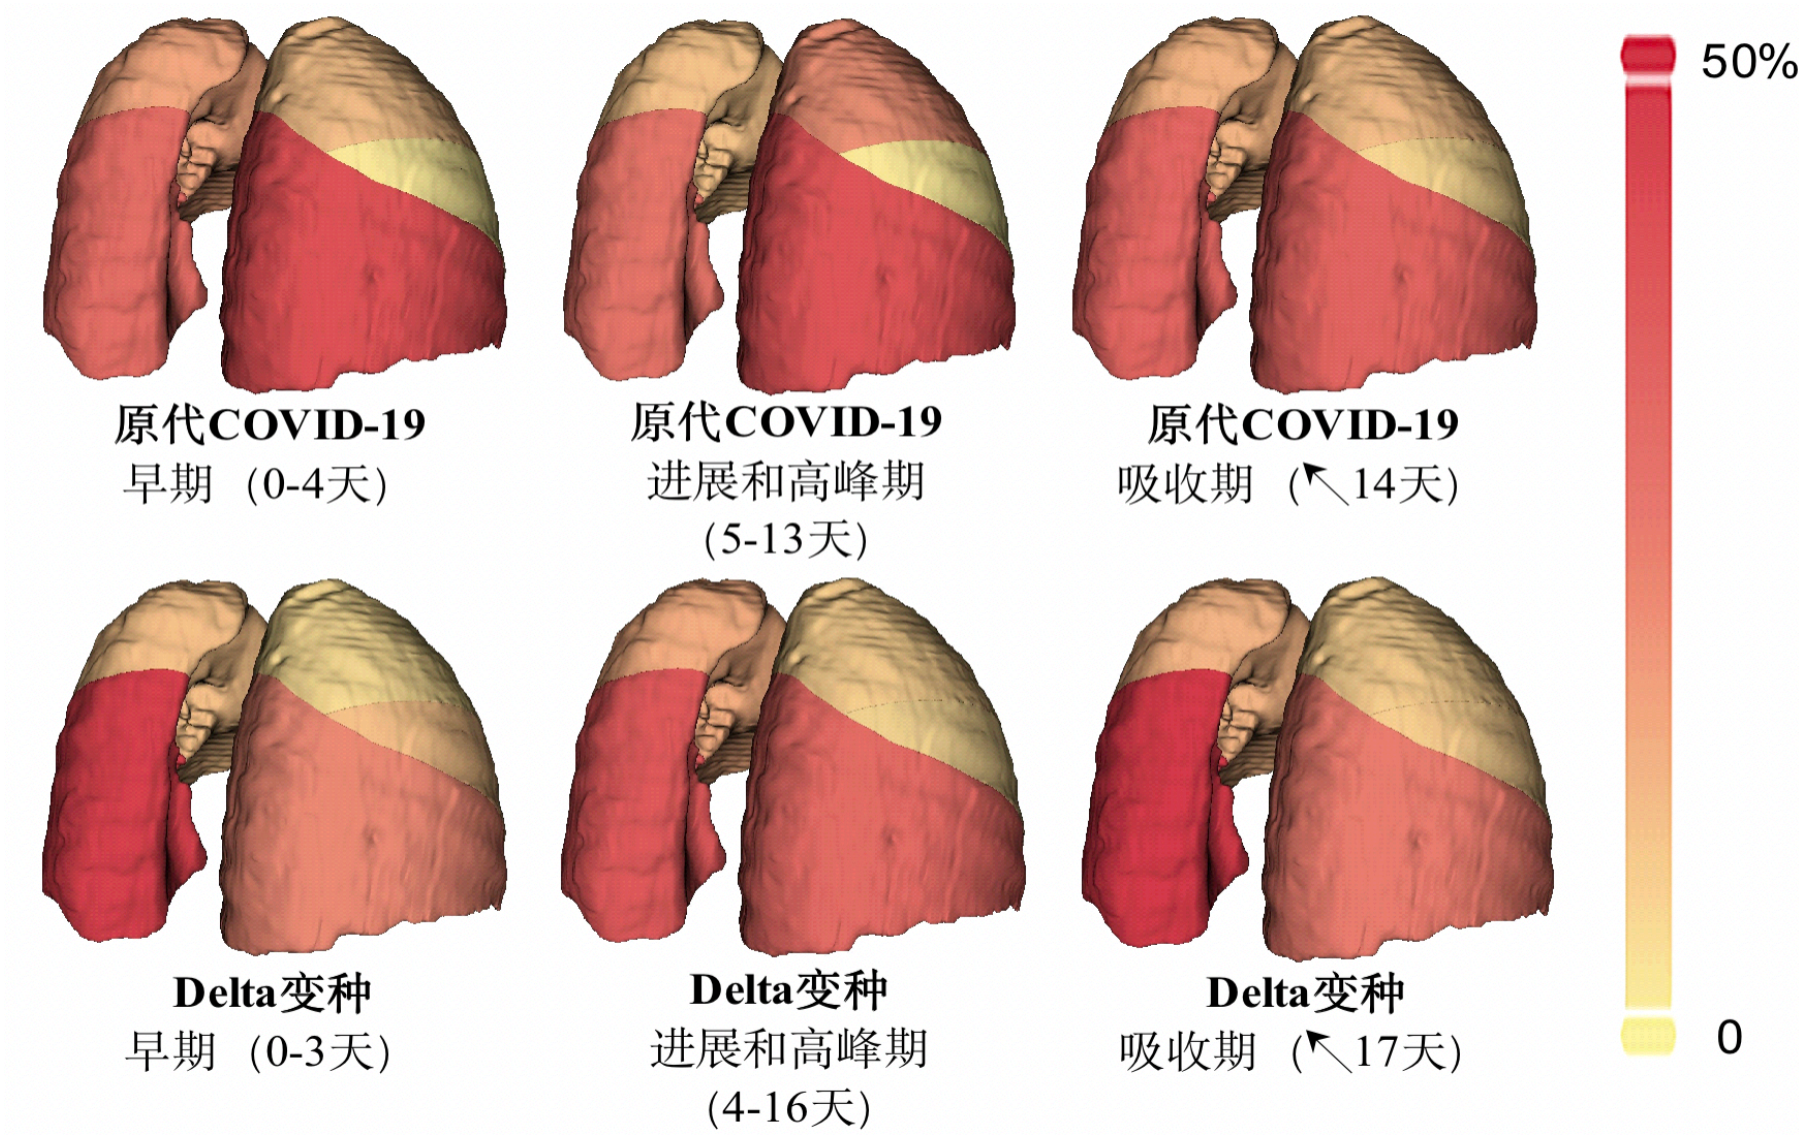 50%
原代COVID-19
早期（0-4天）
原代COVID-19
进展和高峰期
(5-13天)
原代COVID-19
吸收期（↖14天）
Delta变种
早期（0-3天）
Delta变种
进展和高峰期
(4-16天)
Delta变种
吸收期（↖17天）
0